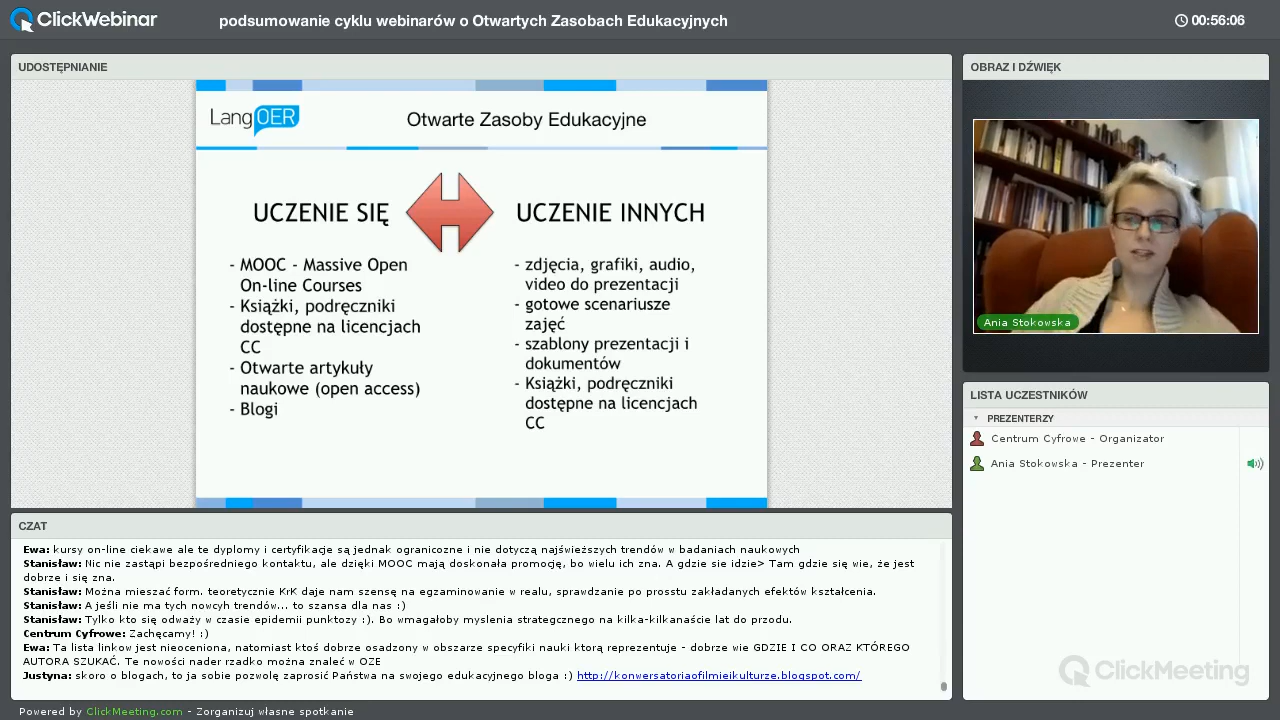 ClickWebinar
podsumowanie cyklu webinarów o Otwartych Zasobach Edukacyjnych
00:56:06
UDOSTĘPNIANIE
LangOER
Otwarte Zasoby Edukacyjne
UCZENIE SIĘ
- MOOC - Massive Open
On-line Courses
- Książki, podręczniki
dostępne na licencjach
CC
- Otwarte artykuły
naukowe (open access)
- Blogi
UCZENIE INNYCH
- zdjęcia, grafiki, audio,
video do prezentacji
- gotowe scenariusze
zajęć
- szablony prezentacji i
dokumentów
- Książki, podręczniki
dostępne na licencjach
CC
OBRAZ I DŹWIĘK
Ania Stokowska
LISTA UCZESTNIKÓW
PREZENTERZY
Centrum Cyfrowe - Organizator
Ania Stokowska - Prezenter
ClickMeeting
CZAT
Ewa: kursy on-line ciekawe ale te dyplomy i certyfikacje są jednak ograniczone i nie dotyczą najświeższych trendów w badaniach naukowych
Stanisław: Nic nie zastąpi bezpośredniego kontaktu, ale dzięki MOOC mają doskonała promocję, bo wielu ich zna. A gdzie sie idzie> Tam gdzie się wie, że jest
dobrze i się zna.
Stanisław: Można mieszać form. teoretycznie KrK daje nam szensę na egzaminowanie w realu, sprawdzanie po prosstu zakładanych efektów kształcenia.
Stanisław: A jeśli nie ma tych nowcyh trendów... to szansa dla nas :)
Stanisław: Tylko kto się odważy w czasie epidemii punktozy :). Bo wmagałoby myslenia strategcznego na kilka-kilkanaście lat do przodu.
Centrum Cyfrowe: Zachęcamy! :)
Ewa: Ta lista linkow jest nieoceniona, natomiast ktoś dobrze osadzony w obszarze specyfiki nauki ktorą reprezentuje - dobrze wie GDZIE I CO ORAZ KTÓREGO
AUTORA SZUKAĆ. Te nowości nader rzadko można znaleć w OZE
Justyna: skoro o blogach, to ja sobie pozwolę zaprosić Państwa na swojego edukacyjnego bloga :) http://konwersatoriaofilmieikulturze.blogspot.com/
Powered by ClickMeeting.com - Zorganizuj własne spotkanie